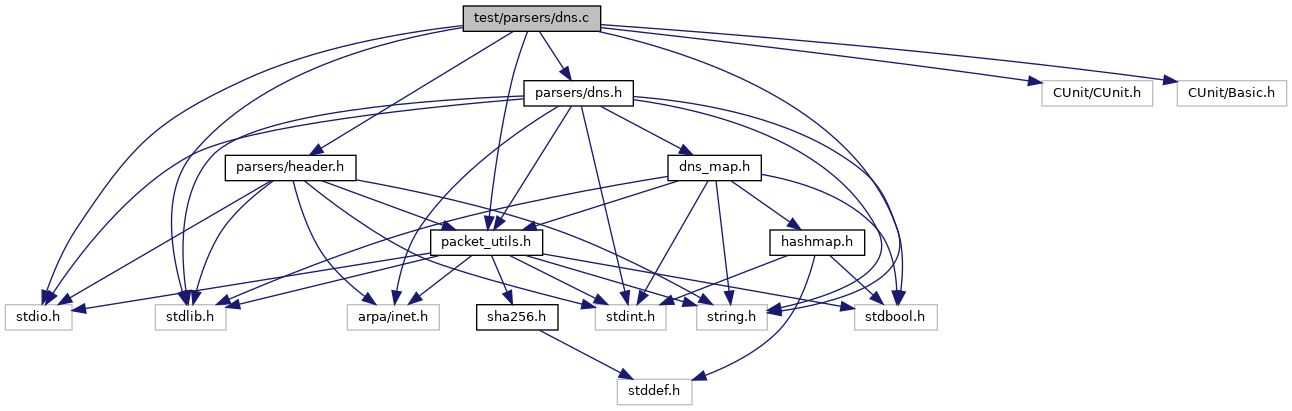 test/parsers/dns.c
parsers/dns.h
CUnit/CUnit.h
CUnit/Basic.h
parsers/header.h
dns_map.h
packet_utils.h
hashmap.h
stdio.h
stdlib.h
arpa/inet.h
sha256.h
stdint.h
string.h
stdbool.h
stddef.h